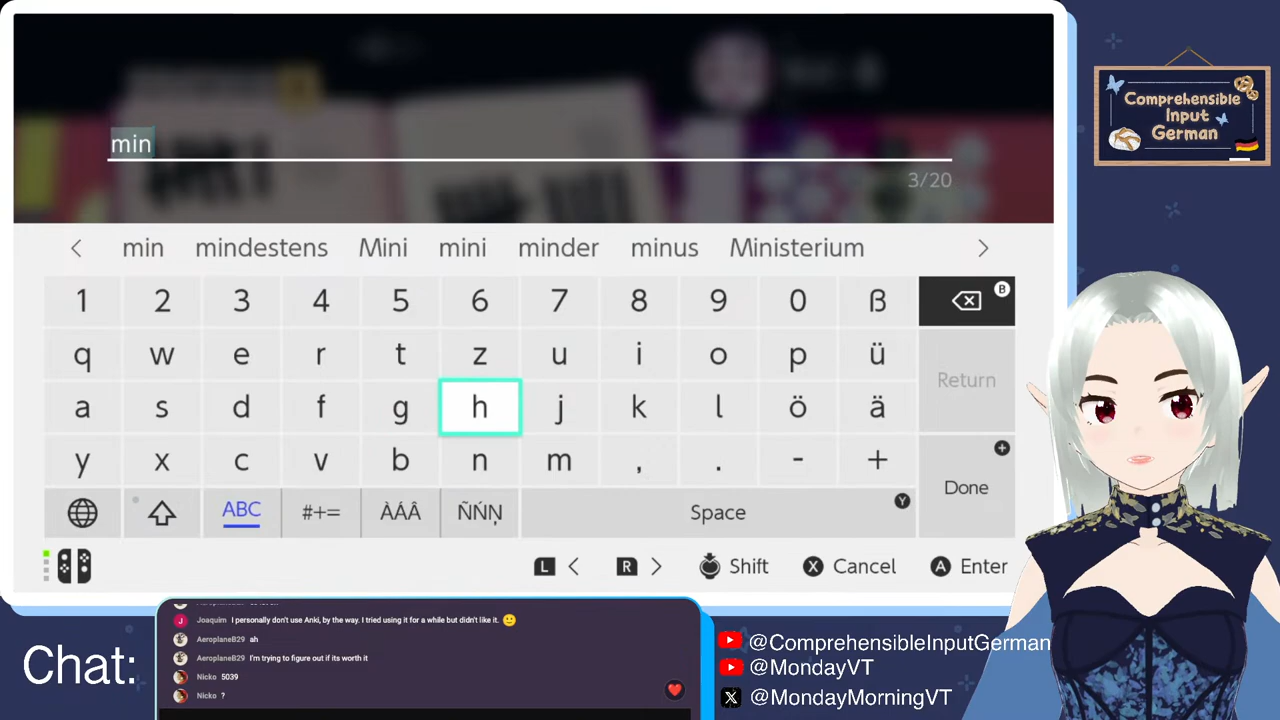 min
3/20
min mindestens Mini mini minder minus Ministerium
1 2 3 4 5 6 7 8 9 0 ß B
q w e r t z u i o p ü Return
a s d f g h j k l ö ä
y x c v b n m , . - + Done
ABC #+= ÀÁÂ ÑŃŅ Space Y
L < R > Shift X Cancel A Enter
Comprehensible
Input
German
Chat:
Joaquim I personally don't use Anki, by the way. I tried using it for a while but didn't like it. 🙂
AeroplaneB29 ah
AeroplaneB29 I'm trying to figure out if its worth it
Nicko 5039
Nicko ?
@ComprehensibleInputGerman
@MondayVT
@MondayMorningVT